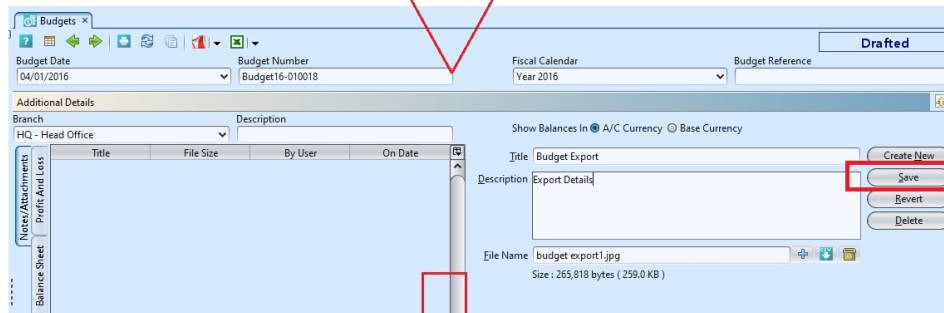 Budgets ×
Drafted
Budget Date Budget Number Fiscal Calendar Budget Reference
04/01/2016 Budget16-010018 Year 2016
Additional Details
Branch Description Show Balances In A/C Currency Base Currency
HQ - Head Office
Title File Size By User On Date
Notes/Attachments
Profit And Loss
Balance Sheet
Title Budget Export Create New
Description Export Details Save
Revert
Delete
File Name budget export1.jpg
Size : 265,818 bytes ( 259.0 KB )